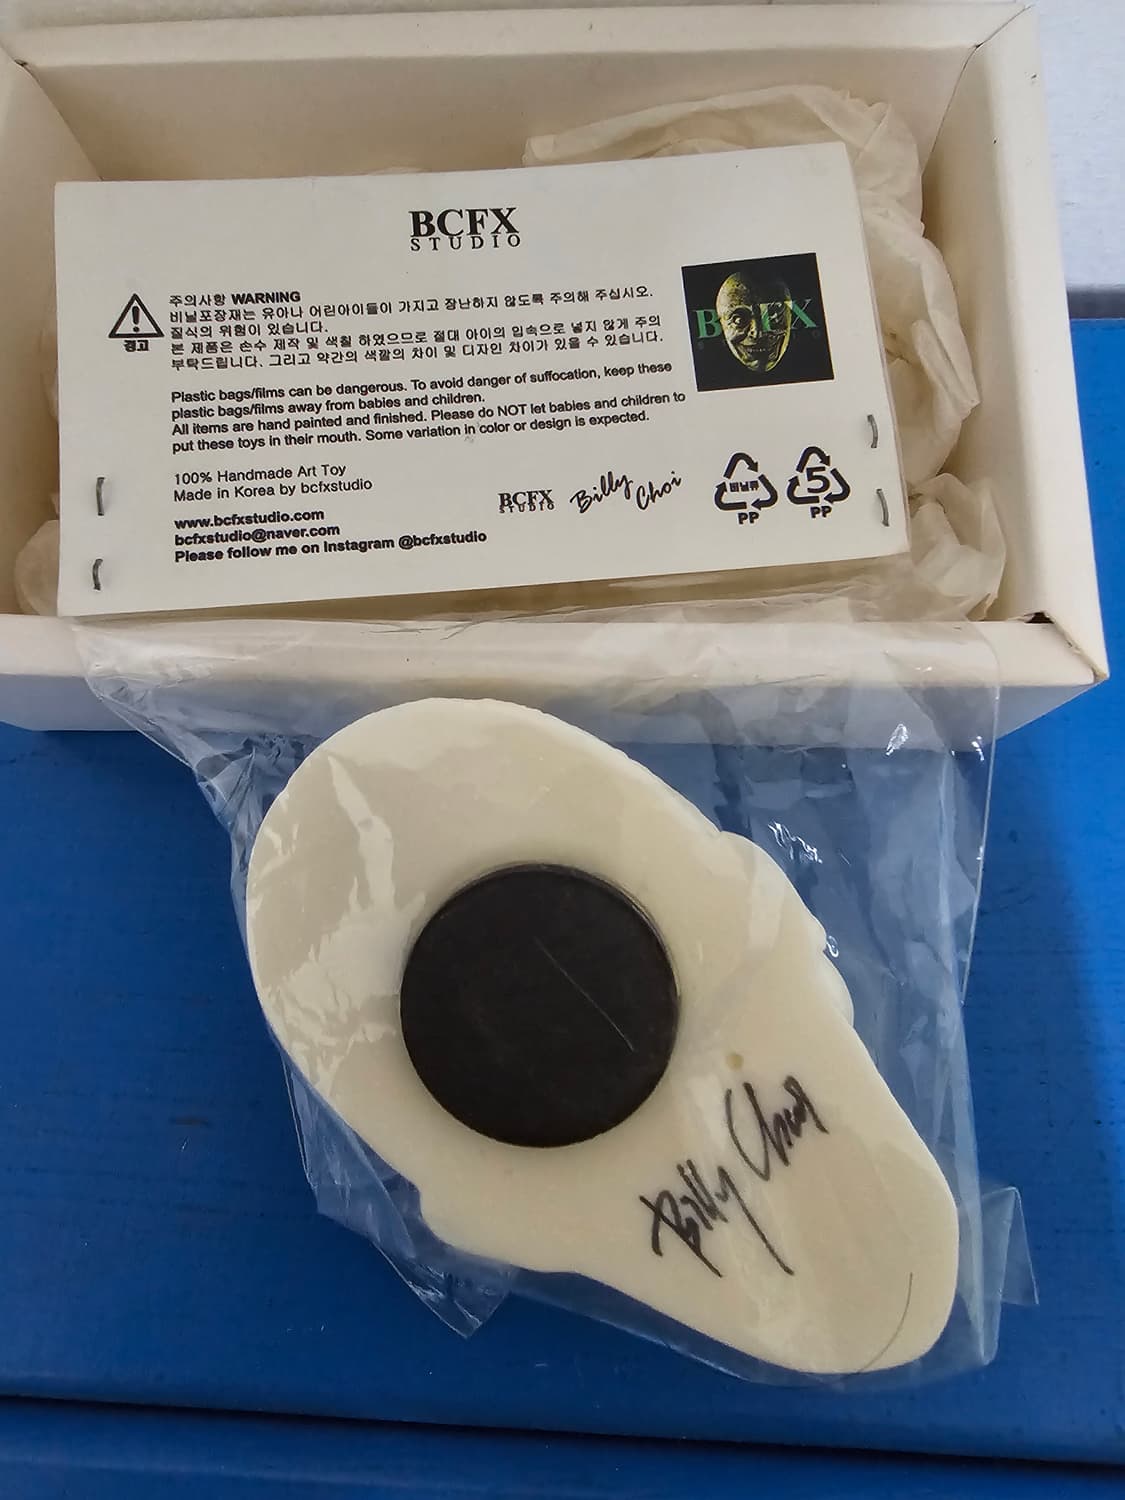 BCFX
STUDIO
주의사항 WARNING
비닐포장재는 유아나 어린아이들이 가지고 장난하지 않도록 주의해 주십시오.
질식의 위험이 있습니다.
본 제품은 손수 제작 및 색칠 하였으므로 절대 아이의 입속으로 넣지 않게 주의
부탁드립니다. 그리고 약간의 색깔의 차이 및 디자인 차이가 있을 수 있습니다.
경고
Plastic bags/films can be dangerous. To avoid danger of suffocation, keep these
plastic bags/films away from babies and children.
All items are hand painted and finished. Please do NOT let babies and children to
put these toys in their mouth. Some variation in color or design is expected.
100% Handmade Art Toy
Made in Korea by bcfxstudio
www.bcfxstudio.com
bcfxstudio@naver.com
Please follow me on Instagram @bcfxstudio
BCFX
BCFX
STUDIO
Billy Choi
비닐류
PP
5
PP
Billy Choi